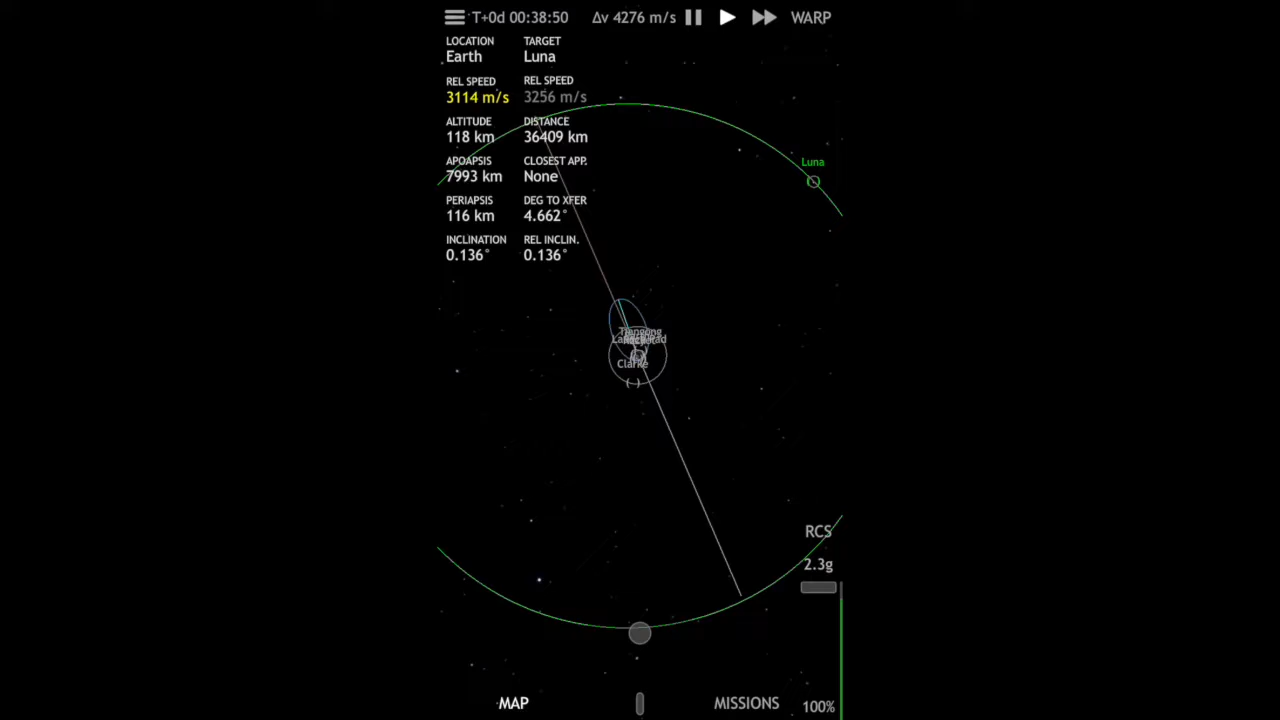 T+0d 00:38:50 Δv 4276 m/s WARP
LOCATION TARGET
Earth Luna
REL SPEED REL SPEED
3114 m/s 3256 m/s
ALTITUDE DISTANCE
118 km 36409 km
APOAPSIS CLOSEST APP.
7993 km None
PERIAPSIS DEG TO XFER
116 km 4.662°
INCLINATION REL INCLIN.
0.136° 0.136°
Luna
Tiangong
Clarke
RCS
2.3g
MAP MISSIONS 100%